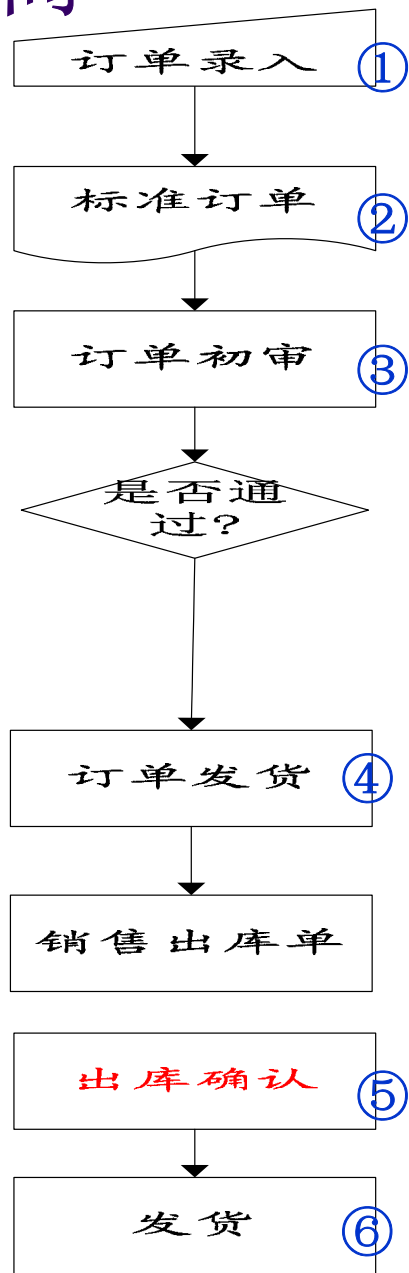 订单录入 ①
标准订单 ②
订单初审 ③
是否通
过?
订单发货 ④
销售出库单
出库确认 ⑤
发货 ⑥